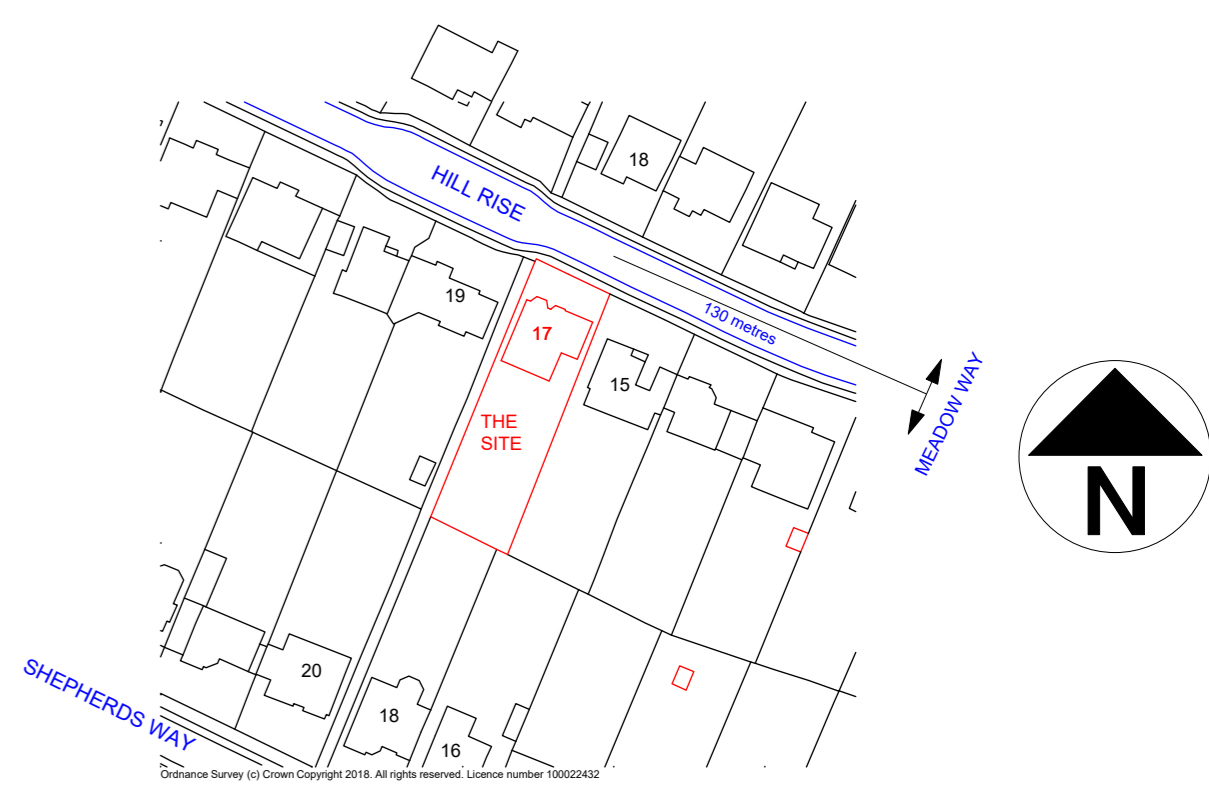 18
HILL RISE
19
130 metres
17
15
MEADOW WAY
THE
SITE
N
20
SHEPHERDS WAY
18
16
Ordnance Survey (c) Crown Copyright 2018. All rights reserved. Licence number 100022432